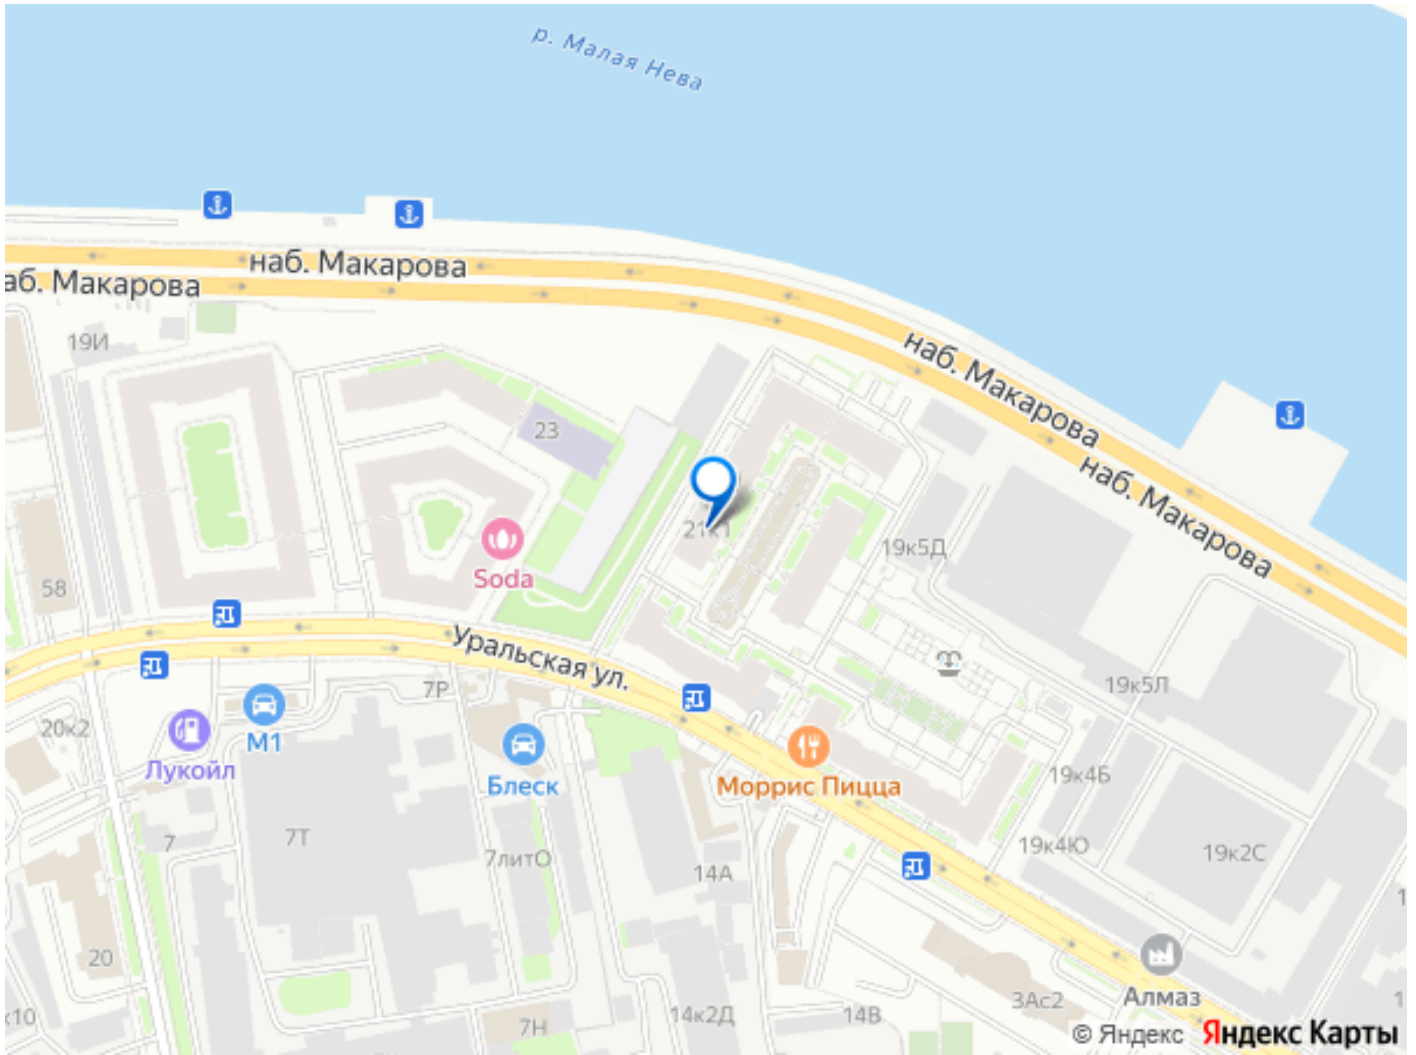 р. Малая Нева
наб. Макарова
аб. Макарова
19И
наб. Макарова
23
наб. Макарова
21к1
Soda
19к5Д
58
Уральская ул.
7Р
19к5Л
20к2
М1
Лукойл
Блеск
Моррис Пицца
19к4Б
7
7Т
7литО
14А
19к4Ю
19к2С
1
20
3Ас2
Алмаз
к10
7Н
14к2Д
14В
1
© Яндекс Яндекс Карты